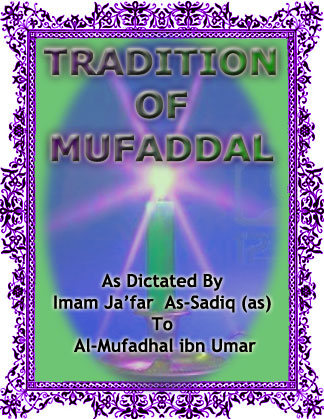 TRADITION
OF
MUFADDAL
As Dictated By
Imam Ja'far As-Sadiq (as)
To
Al-Mufadhal ibn Umar